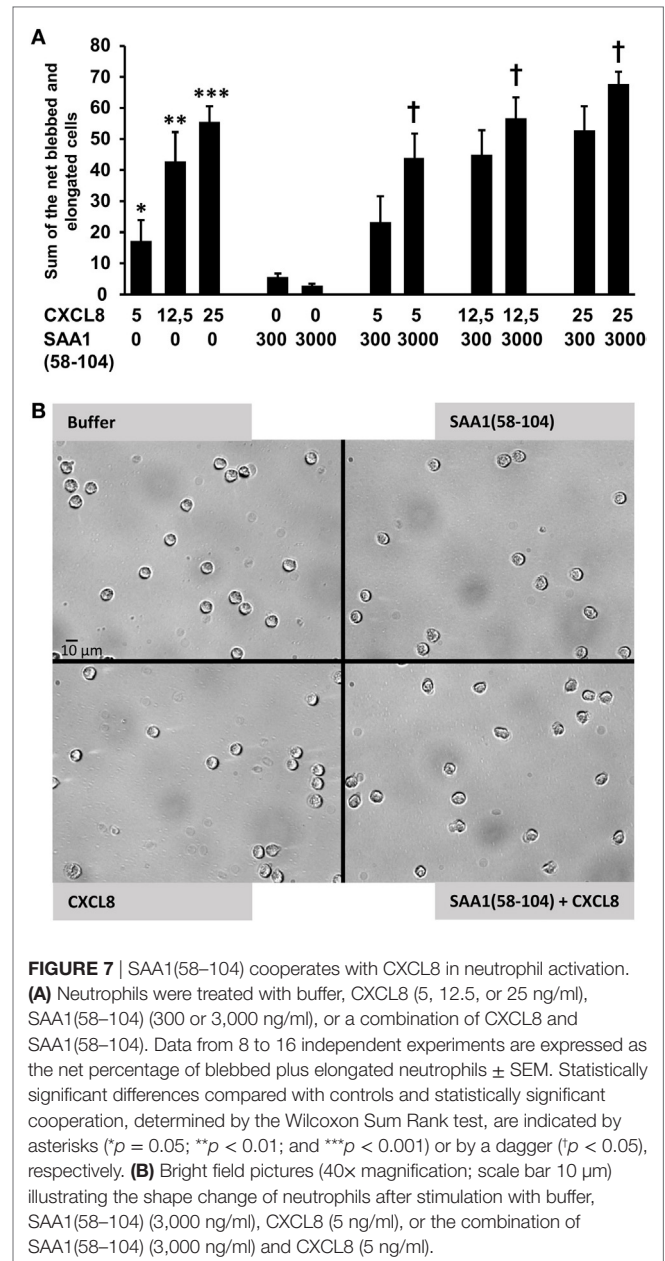 A
Sum of the net blebbed and
elongated cells
80
70
60
50
40
30
20
10
0
* ** *** † † †
CXCL8 5 12,5 25 0 0 5 5 12,5 12,5 25 25
SAA1 0 0 0 300 3000 300 3000 300 3000 300 3000
(58-104)
B
Buffer
SAA1(58-104)
10 µm
CXCL8
SAA1(58-104) + CXCL8
FIGURE 7 | SAA1(58–104) cooperates with CXCL8 in neutrophil activation.
(A) Neutrophils were treated with buffer, CXCL8 (5, 12.5, or 25 ng/ml),
SAA1(58–104) (300 or 3,000 ng/ml), or a combination of CXCL8 and
SAA1(58–104). Data from 8 to 16 independent experiments are expressed as
the net percentage of blebbed plus elongated neutrophils ± SEM. Statistically
significant differences compared with controls and statistically significant
cooperation, determined by the Wilcoxon Sum Rank test, are indicated by
asterisks (*p = 0.05; **p < 0.01; and ***p < 0.001) or by a dagger (†p < 0.05),
respectively. (B) Bright field pictures (40× magnification; scale bar 10 µm)
illustrating the shape change of neutrophils after stimulation with buffer,
SAA1(58–104) (3,000 ng/ml), CXCL8 (5 ng/ml), or the combination of
SAA1(58–104) (3,000 ng/ml) and CXCL8 (5 ng/ml).